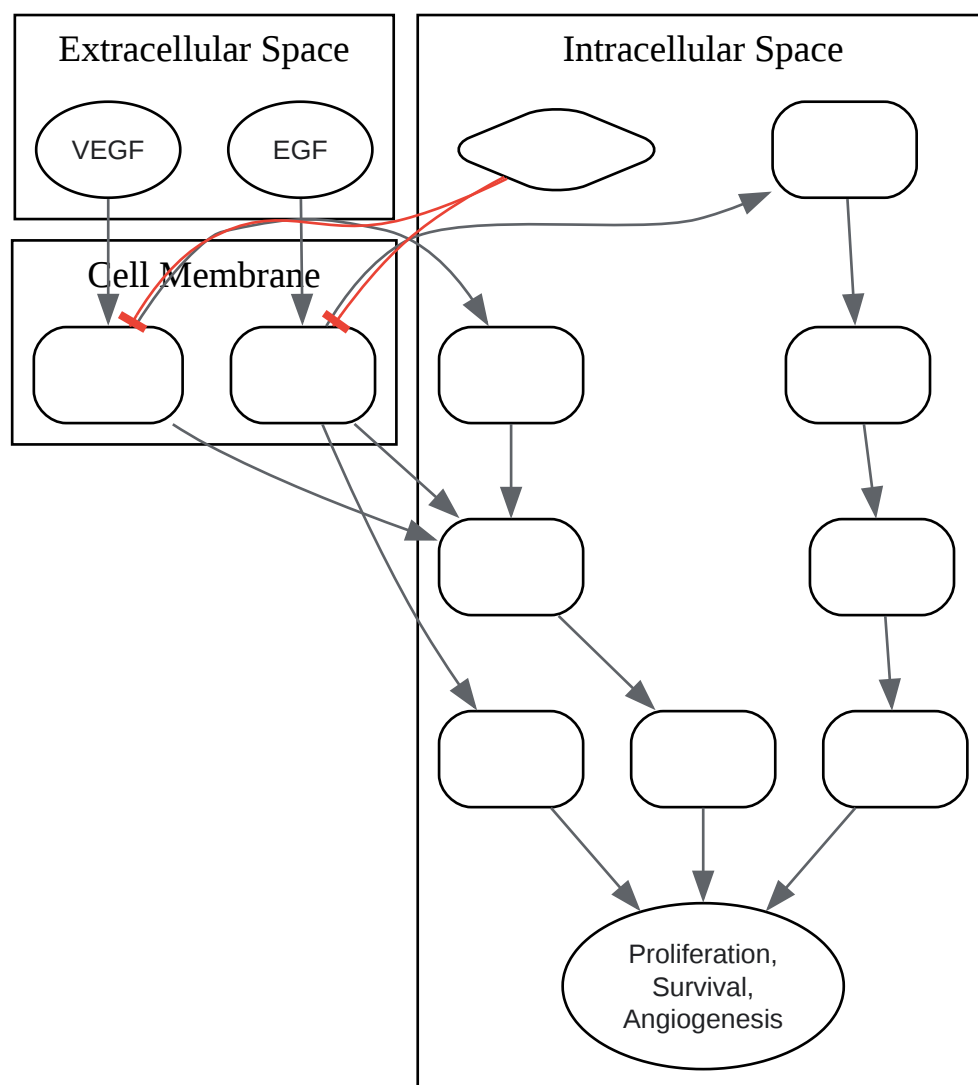 Extracellular Space
Intracellular Space
VEGF
EGF
Cell Membrane
Proliferation,
Survival,
Angiogenesis